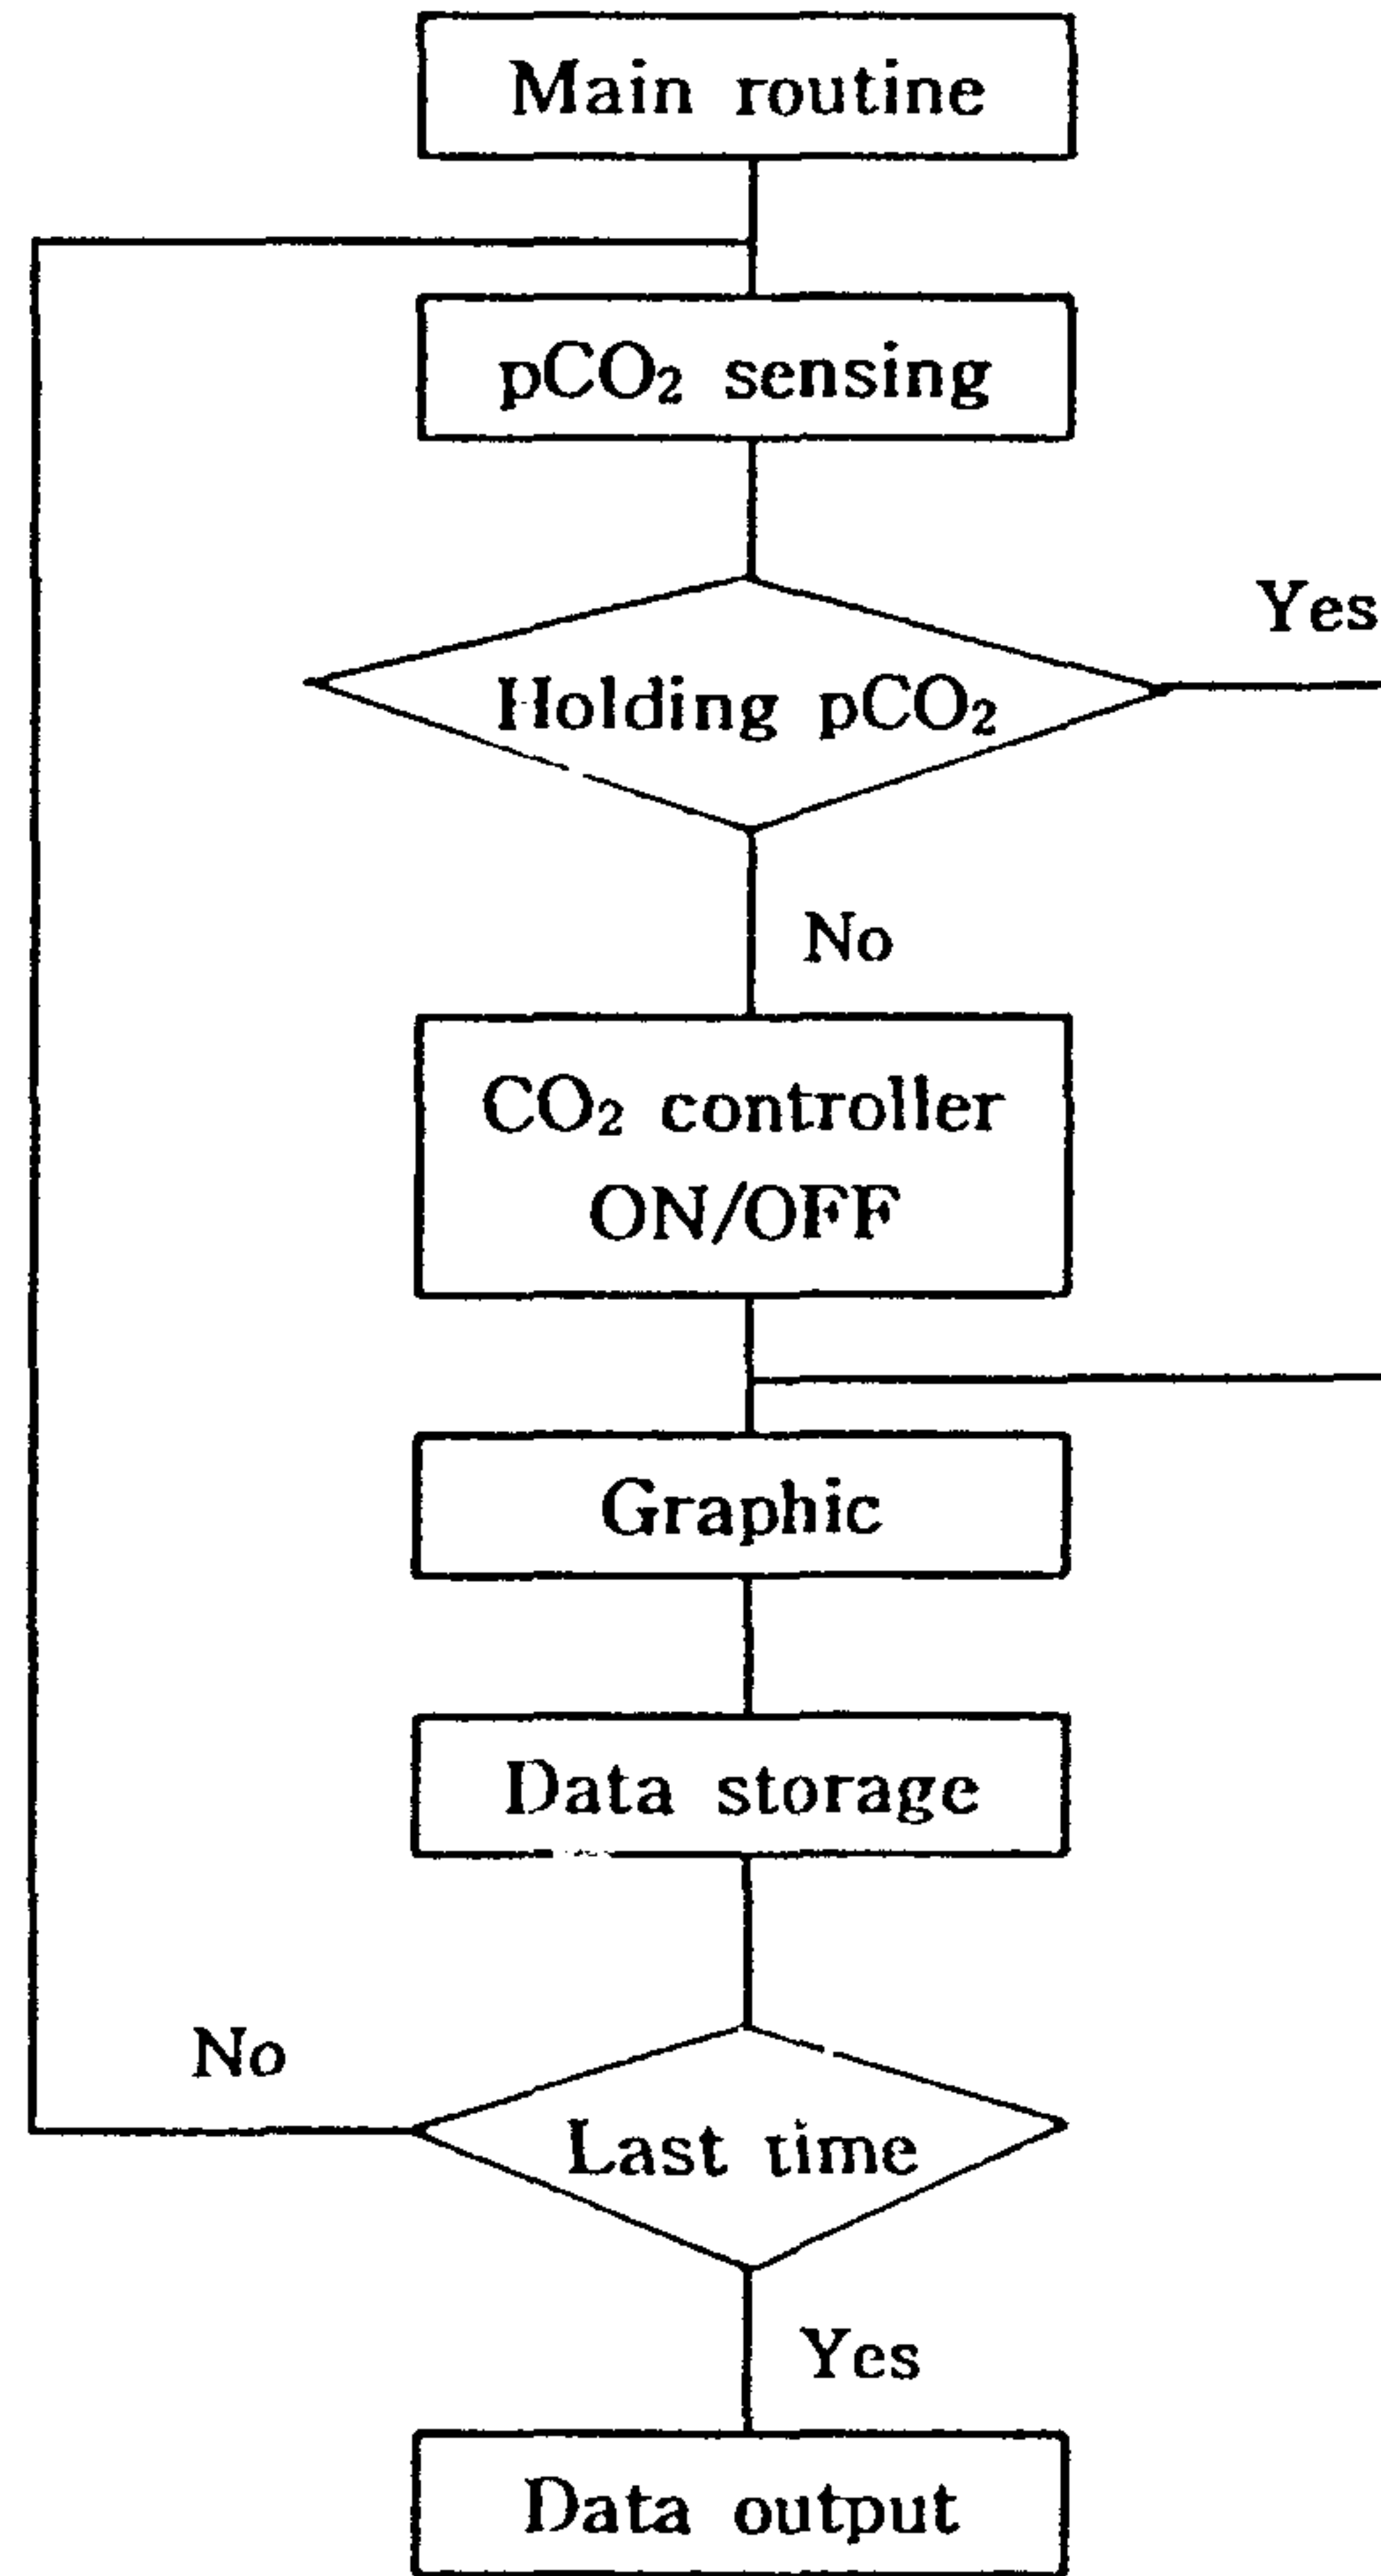 Main routine
pCO₂ sensing
Yes
Holding pCO₂
No
CO₂ controller
ON/OFF
Graphic
Data storage
No
Last time
Yes
Data output